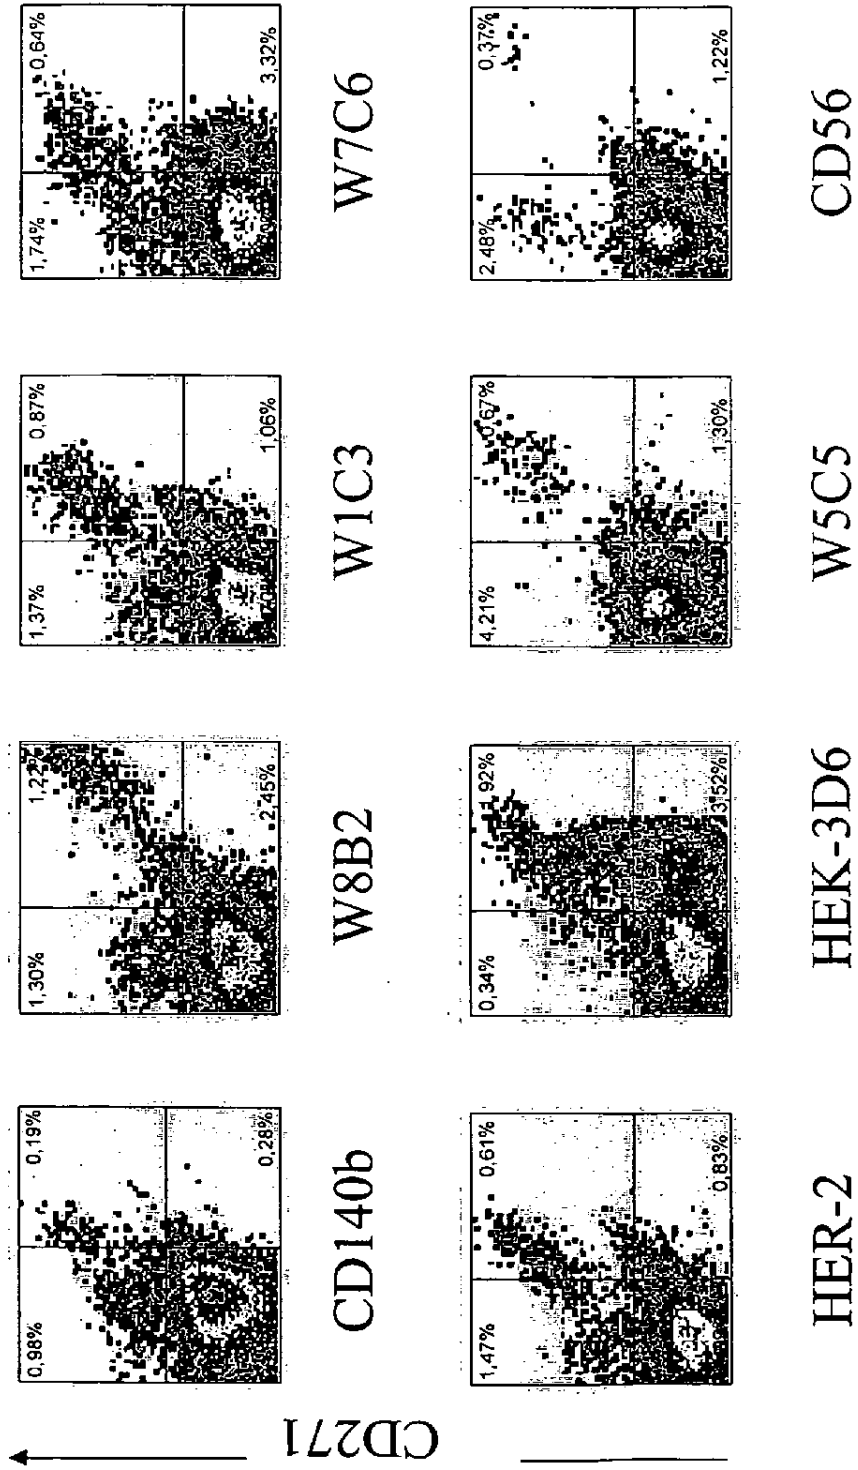 CD271
0,98% 0,19%
0,28%
CD140b
1,30% 1,22
2,45%
W8B2
1,37% 0,87%
1,06%
W1C3
1,74% 0,64%
3,32%
W7C6
1,47% 0,61%
0,83%
HER-2
0,34% 1,92%
3,52%
HEK-3D6
4,21% 0,67%
1,30%
W5C5
2,48% 0,37%
1,22%
CD56